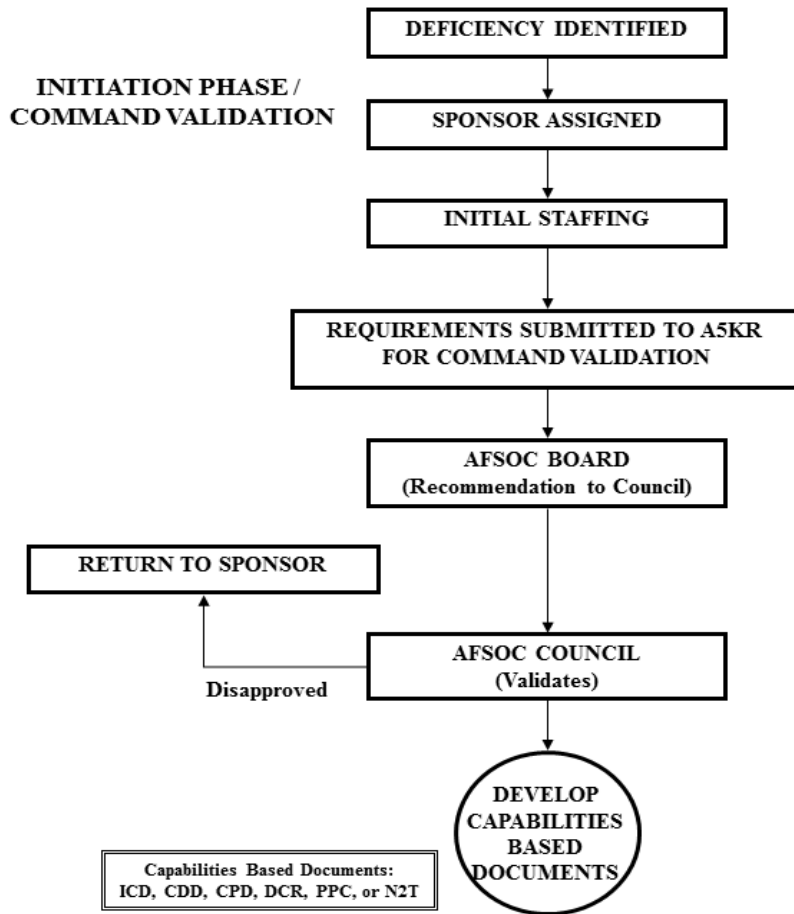 DEFICIENCY IDENTIFIED
INITIATION PHASE /
COMMAND VALIDATION
SPONSOR ASSIGNED
INITIAL STAFFING
REQUIREMENTS SUBMITTED TO A5KR
FOR COMMAND VALIDATION
AFSOC BOARD
(Recommendation to Council)
RETURN TO SPONSOR
AFSOC COUNCIL
(Validates)
Disapproved
DEVELOP
CAPABILITIES
BASED
DOCUMENTS
Capabilities Based Documents:
ICD, CDD, CPD, DCR, PPC, or N2T